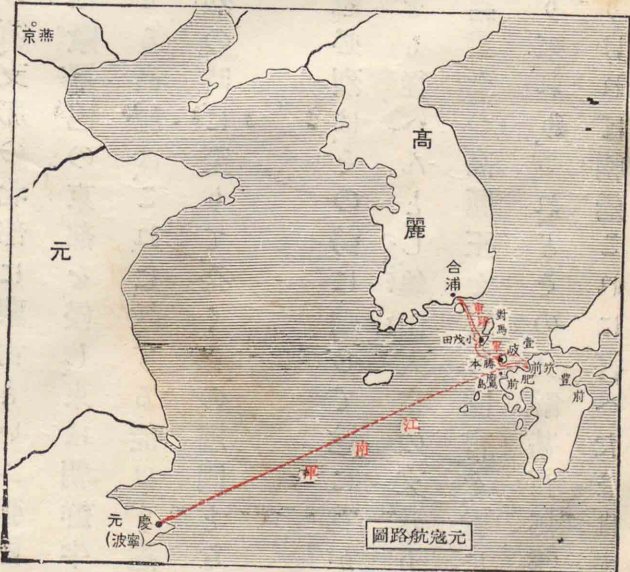 燕京
高麗
元
合浦
東路軍
對馬
小茂田
壹岐
勝本
筑前
肥前
豐前
鷹島
江南軍
慶元
(寧波)
元寇航路圖